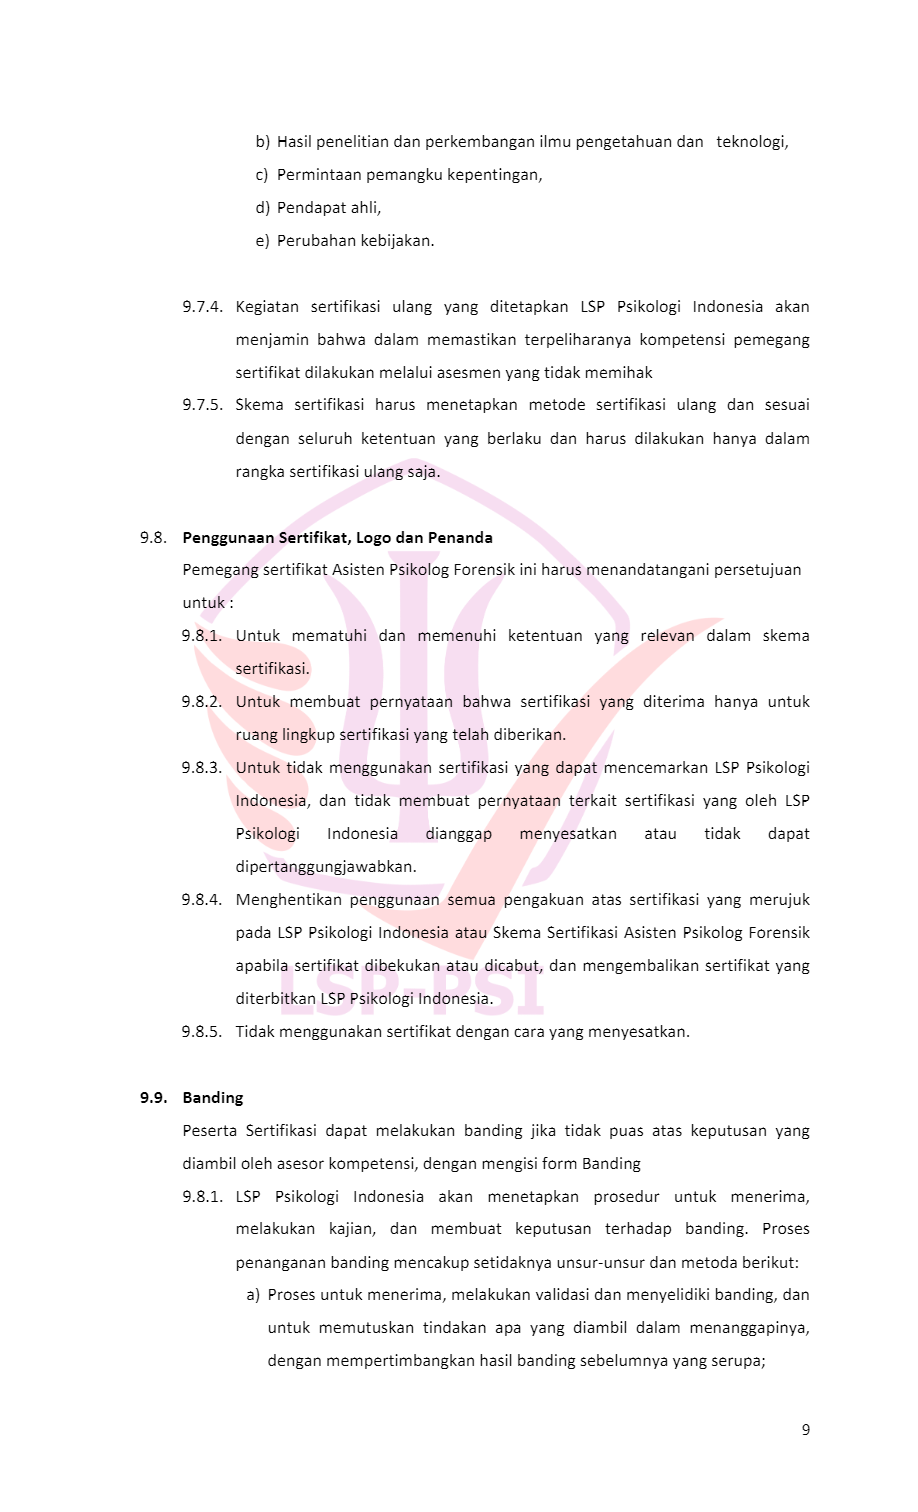 b) Hasil penelitian dan perkembangan ilmu pengetahuan dan teknologi,
c) Permintaan pemangku kepentingan,
d) Pendapat ahli,
e) Perubahan kebijakan.
9.7.4. Kegiatan sertifikasi ulang yang ditetapkan LSP Psikologi Indonesia akan
menjamin bahwa dalam memastikan terpeliharanya kompetensi pemegang
sertifikat dilakukan melalui asesmen yang tidak memihak
9.7.5. Skema sertifikasi harus menetapkan metode sertifikasi ulang dan sesuai
dengan seluruh ketentuan yang berlaku dan harus dilakukan hanya dalam
rangka sertifikasi ulang saja.
9.8. Penggunaan Sertifikat, Logo dan Penanda
Pemegang sertifikat Asisten Psikolog Forensik ini harus menandatangani persetujuan
untuk :
9.8.1. Untuk mematuhi dan memenuhi ketentuan yang relevan dalam skema
sertifikasi.
9.8.2. Untuk membuat pernyataan bahwa sertifikasi yang diterima hanya untuk
ruang lingkup sertifikasi yang telah diberikan.
9.8.3. Untuk tidak menggunakan sertifikasi yang dapat mencemarkan LSP Psikologi
Indonesia, dan tidak membuat pernyataan terkait sertifikasi yang oleh LSP
Psikologi Indonesia dianggap menyesatkan atau tidak dapat
dipertanggungjawabkan.
9.8.4. Menghentikan penggunaan semua pengakuan atas sertifikasi yang merujuk
pada LSP Psikologi Indonesia atau Skema Sertifikasi Asisten Psikolog Forensik
apabila sertifikat dibekukan atau dicabut, dan mengembalikan sertifikat yang
diterbitkan LSP Psikologi Indonesia.
LSP-PSI
9.8.5. Tidak menggunakan sertifikat dengan cara yang menyesatkan.
9.9. Banding
Peserta Sertifikasi dapat melakukan banding jika tidak puas atas keputusan yang
diambil oleh asesor kompetensi, dengan mengisi form Banding
9.8.1. LSP Psikologi Indonesia akan menetapkan prosedur untuk menerima,
melakukan kajian, dan membuat keputusan terhadap banding. Proses
penanganan banding mencakup setidaknya unsur-unsur dan metoda berikut:
a) Proses untuk menerima, melakukan validasi dan menyelidiki banding, dan
untuk memutuskan tindakan apa yang diambil dalam menanggapinya,
dengan mempertimbangkan hasil banding sebelumnya yang serupa;
9